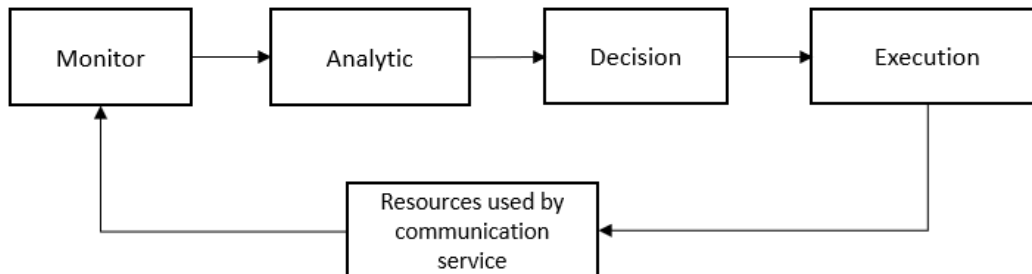 Monitor
Analytic
Decision
Execution
Resources used by
communication
service